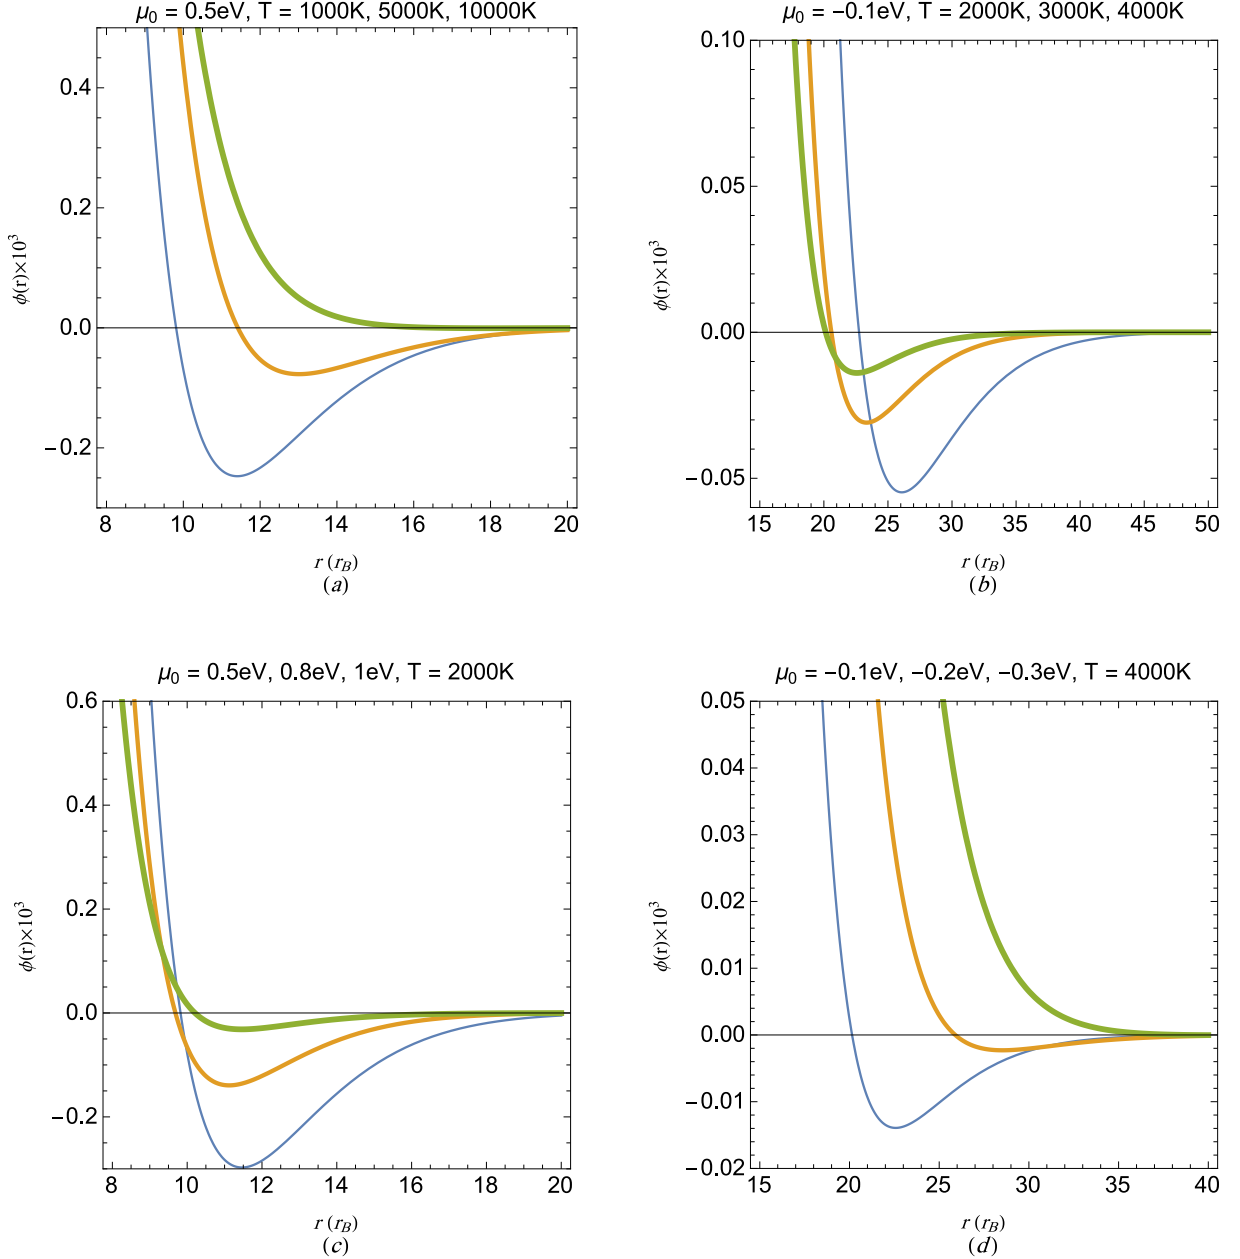 μ₀ = 0.5eV, T = 1000K, 5000K, 10000K
0.4
0.2
0.0
−0.2
ϕ(r)×10³
8 10 12 14 16 18 20
r (r_B)
(a)
μ₀ = −0.1eV, T = 2000K, 3000K, 4000K
0.10
0.05
0.00
−0.05
ϕ(r)×10³
15 20 25 30 35 40 45 50
r (r_B)
(b)
μ₀ = 0.5eV, 0.8eV, 1eV, T = 2000K
0.6
0.4
0.2
0.0
−0.2
ϕ(r)×10³
8 10 12 14 16 18 20
r (r_B)
(c)
μ₀ = −0.1eV, −0.2eV, −0.3eV, T = 4000K
0.05
0.04
0.03
0.02
0.01
0.00
−0.01
−0.02
ϕ(r)×10³
15 20 25 30 35 40
r (r_B)
(d)